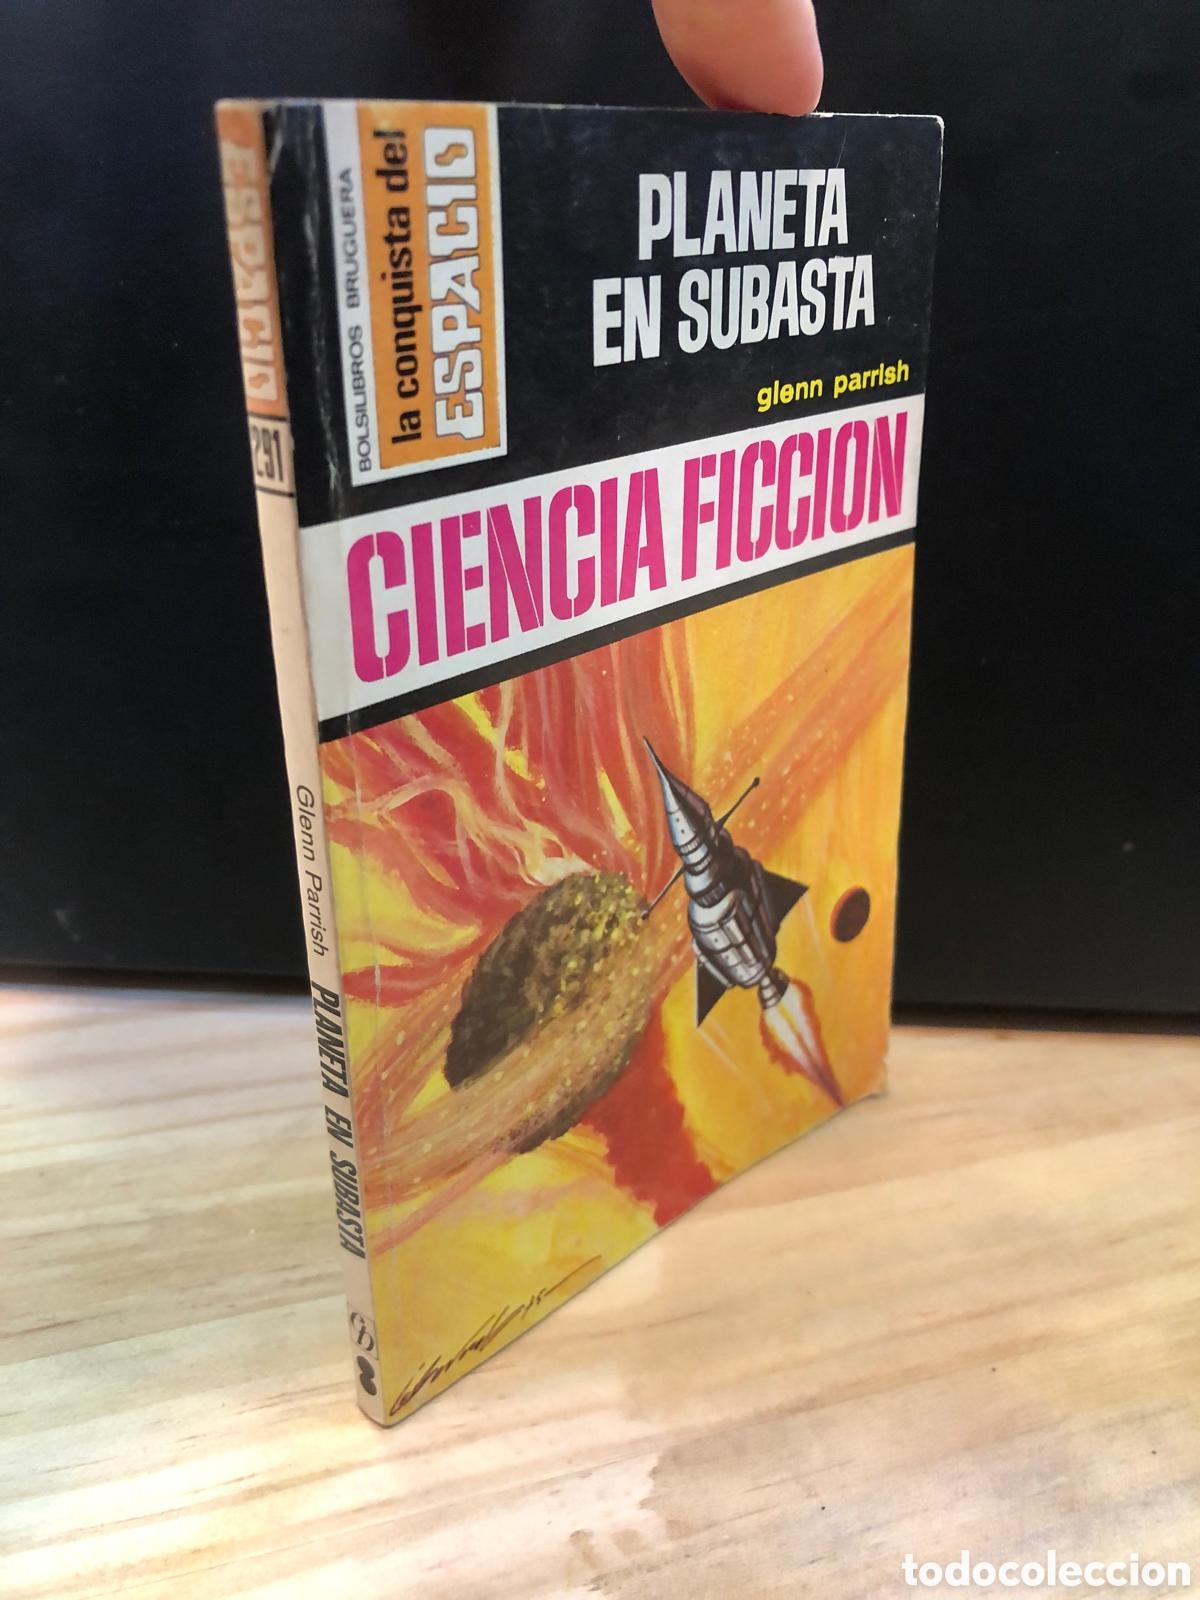 BOLSILIBROS BRUGUERA
la conquista del
ESPACIO
PLANETA
EN SUBASTA
glenn parrish
CIENCIA FICCION
ESPACIO
291
Glenn Parrish PLANETA EN SUBASTA
todocoleccion